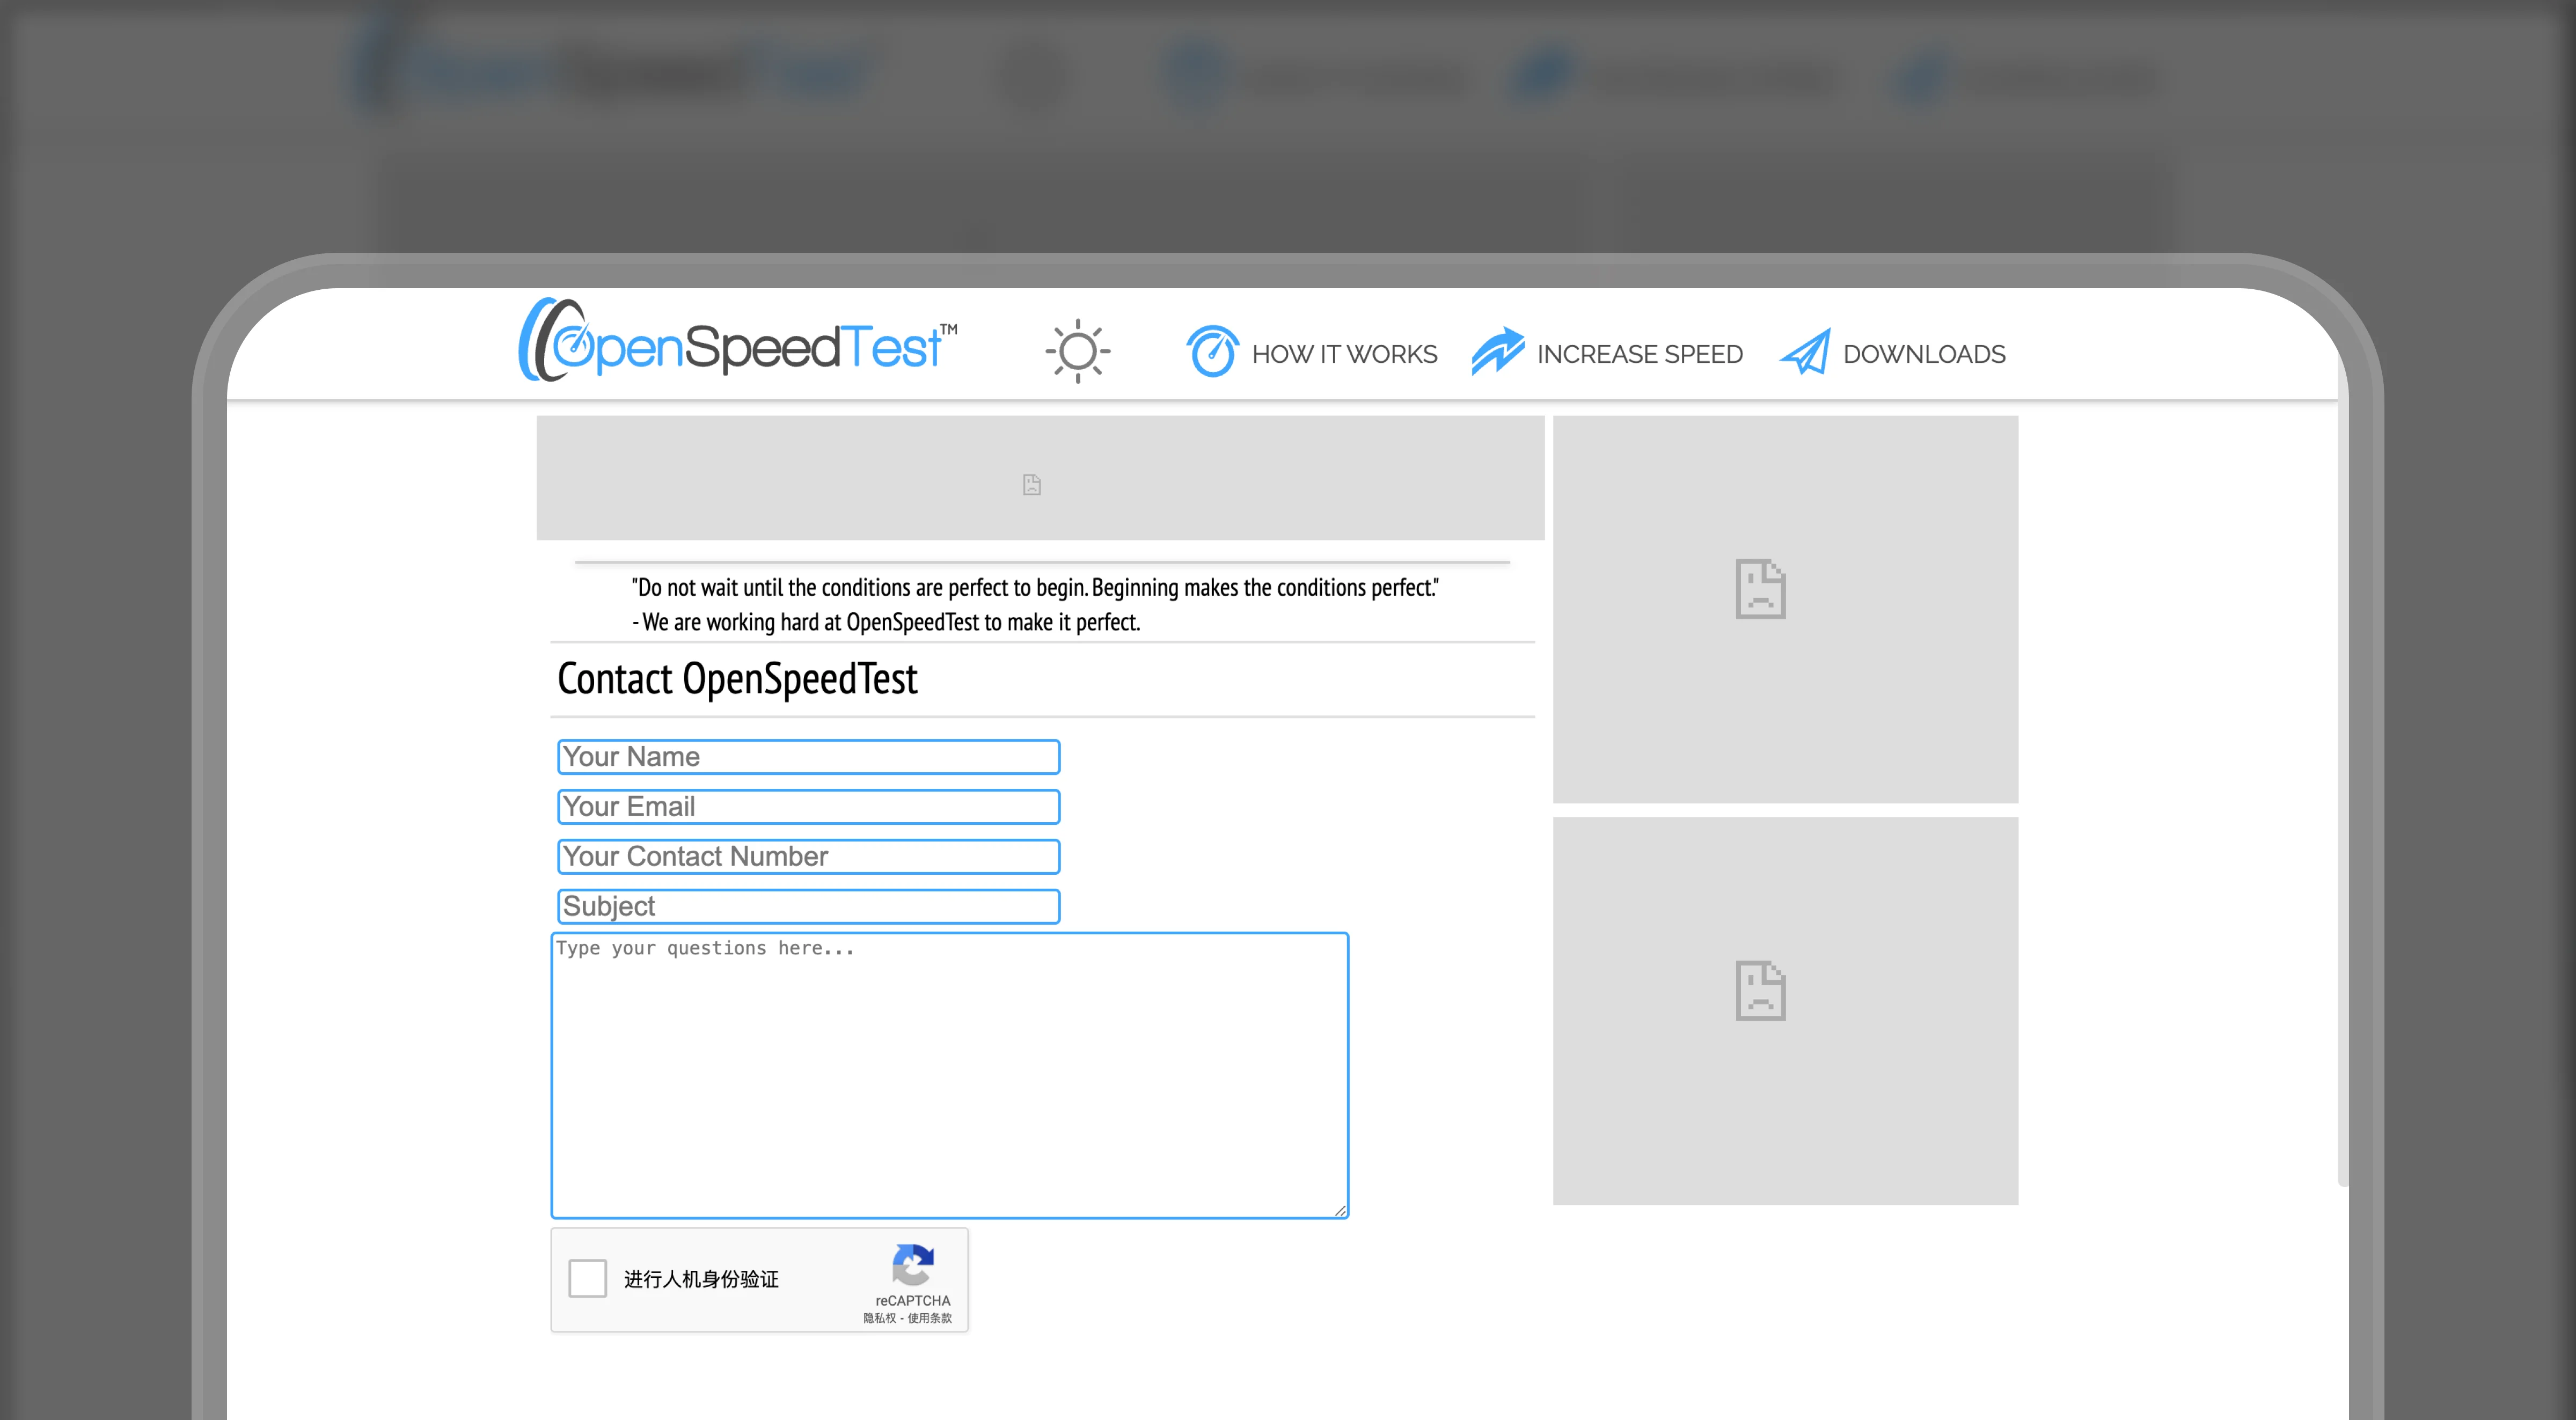 OpenSpeedTest™
HOW IT WORKS
INCREASE SPEED
DOWNLOADS
"Do not wait until the conditions are perfect to begin. Beginning makes the conditions perfect."
- We are working hard at OpenSpeedTest to make it perfect.
Contact OpenSpeedTest
Your Name
Your Email
Your Contact Number
Subject
Type your questions here...
进行人机身份验证
reCAPTCHA
隐私权 - 使用条款